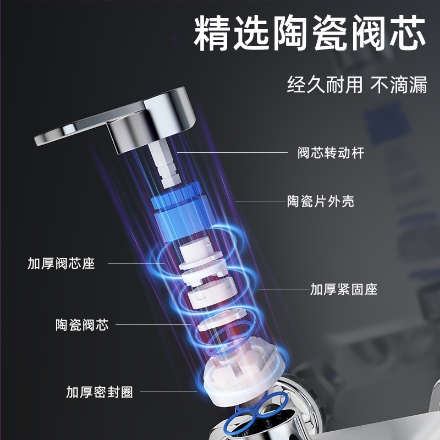 精选陶瓷阀芯
经久耐用 不滴漏
阀芯转动杆
陶瓷片外壳
加厚阀芯座
加厚紧固座
陶瓷阀芯
加厚密封圈